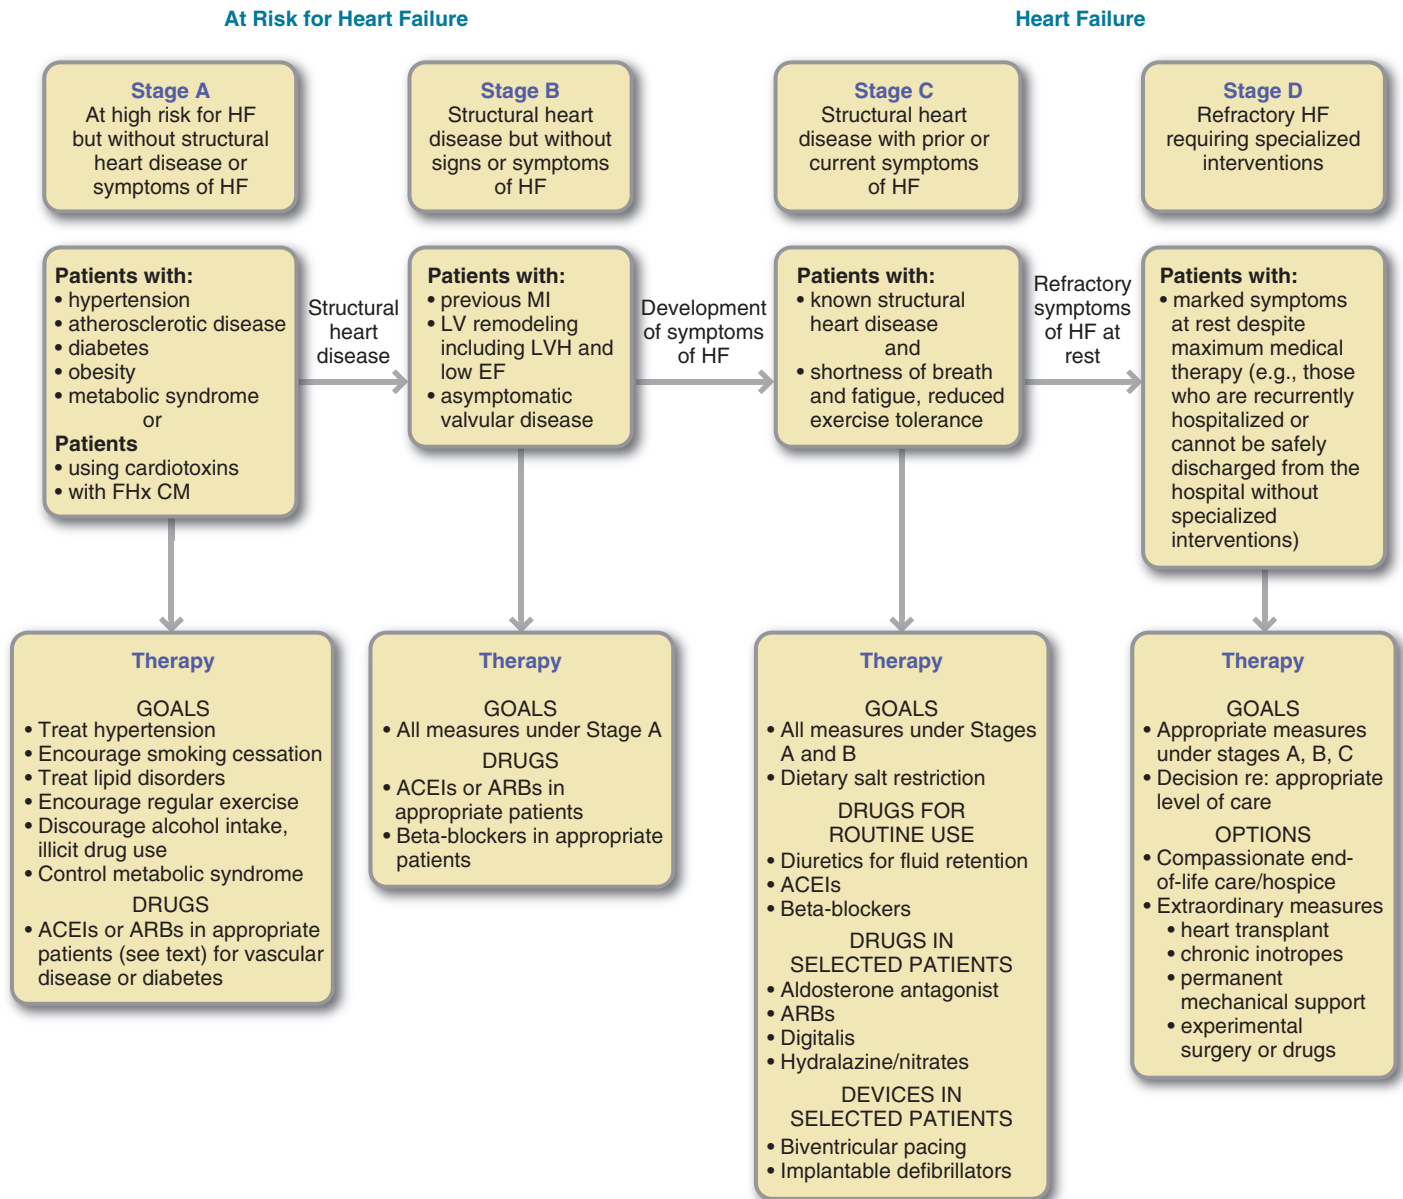 At Risk for Heart Failure
Heart Failure
Stage A
At high risk for HF
but without structural
heart disease or
symptoms of HF
Stage B
Structural heart
disease but without
signs or symptoms
of HF
Stage C
Structural heart
disease with prior or
current symptoms
of HF
Stage D
Refractory HF
requiring specialized
interventions
Patients with:
• hypertension
• atherosclerotic disease
• diabetes
• obesity
• metabolic syndrome
or
Patients
• using cardiotoxins
• with FHx CM
Structural
heart
disease
Patients with:
• previous MI
• LV remodeling
including LVH and
low EF
• asymptomatic
valvular disease
Development
of symptoms
of HF
Patients with:
• known structural
heart disease
and
• shortness of breath
and fatigue, reduced
exercise tolerance
Refractory
symptoms
of HF at
rest
Patients with:
• marked symptoms
at rest despite
maximum medical
therapy (e.g., those
who are recurrently
hospitalized or
cannot be safely
discharged from the
hospital without
specialized
interventions)
Therapy
GOALS
• Treat hypertension
• Encourage smoking cessation
• Treat lipid disorders
• Encourage regular exercise
• Discourage alcohol intake,
illicit drug use
• Control metabolic syndrome
DRUGS
• ACEIs or ARBs in appropriate
patients (see text) for vascular
disease or diabetes
Therapy
GOALS
• All measures under Stage A
DRUGS
• ACEIs or ARBs in
appropriate patients
• Beta-blockers in appropriate
patients
Therapy
GOALS
• All measures under Stages
A and B
• Dietary salt restriction
DRUGS FOR
ROUTINE USE
• Diuretics for fluid retention
• ACEIs
• Beta-blockers
DRUGS IN
SELECTED PATIENTS
• Aldosterone antagonist
• ARBs
• Digitalis
• Hydralazine/nitrates
DEVICES IN
SELECTED PATIENTS
• Biventricular pacing
• Implantable defibrillators
Therapy
GOALS
• Appropriate measures
under stages A, B, C
• Decision re: appropriate
level of care
OPTIONS
• Compassionate end-
of-life care/hospice
• Extraordinary measures
• heart transplant
• chronic inotropes
• permanent
mechanical support
• experimental
surgery or drugs